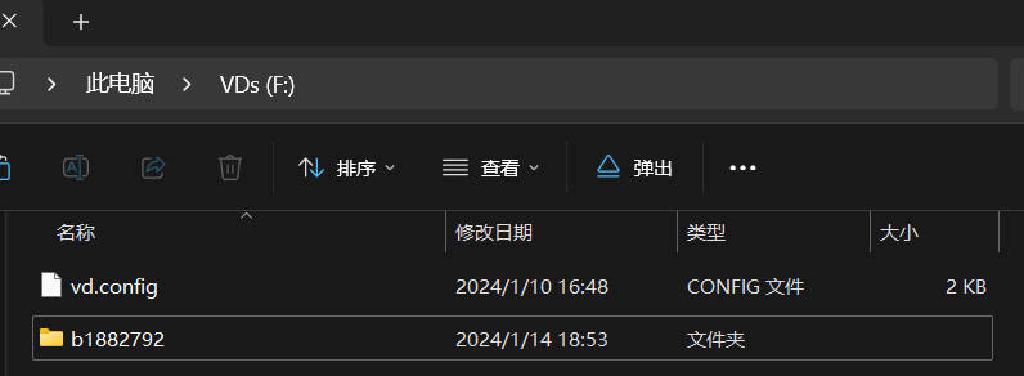 此电脑 > VDs (F:)
排序 查看 弹出 ...
名称 修改日期 类型 大小
vd.config 2024/1/10 16:48 CONFIG 文件 2 KB
b1882792 2024/1/14 18:53 文件夹